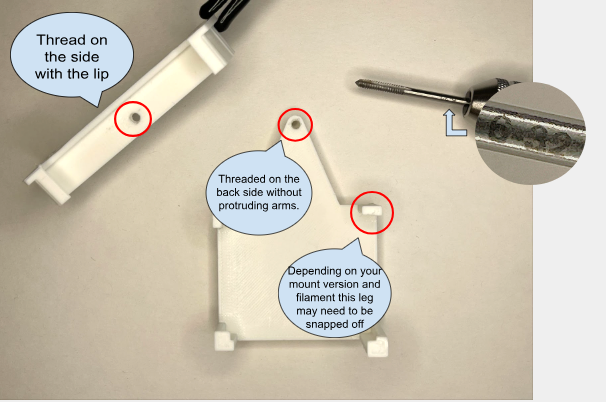 Thread on
the side
with the lip
Threaded on the
back side without
protruding arms.
Depending on your
mount version and
filament this leg
may need to be
snapped off
6-32